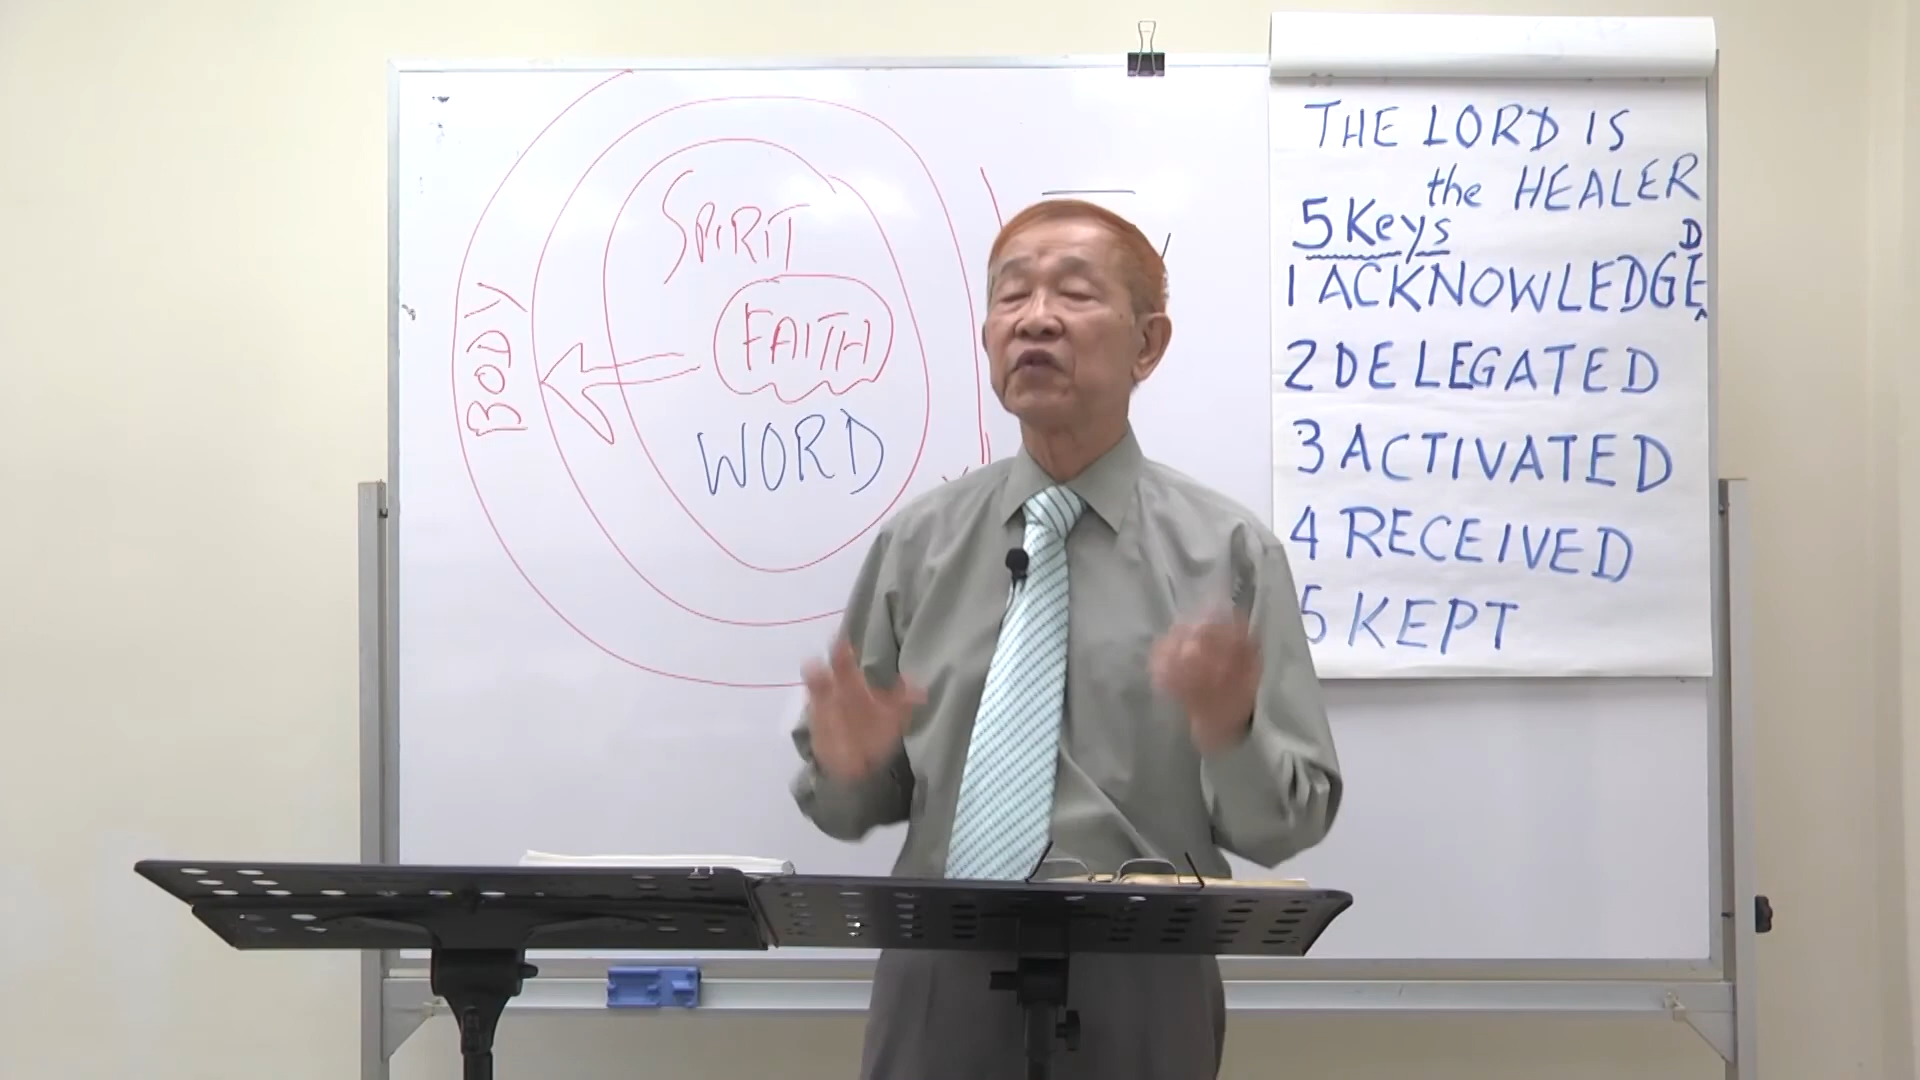 SPIRIT
FAITH
WORD
BODY
THE LORD IS
the HEALER
5 Keys
1 ACKNOWLEDGED
2 DELEGATED
3 ACTIVATED
4 RECEIVED
5 KEPT